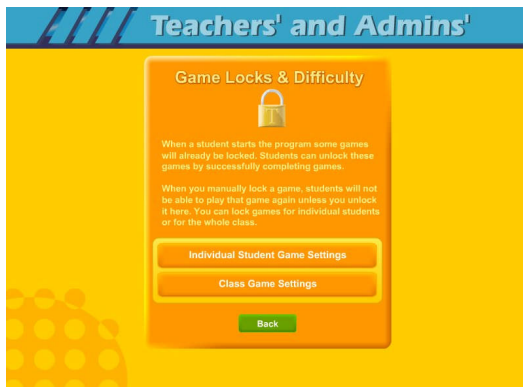 Teachers' and Admins'
Game Locks & Difficulty
T
When a student starts the program some games
will already be locked. Students can unlock these
games by successfully completing games.
When you manually lock a game, students will not
be able to play that game again unless you unlock
it here. You can lock games for individual students
or for the whole class.
Individual Student Game Settings
Class Game Settings
Back